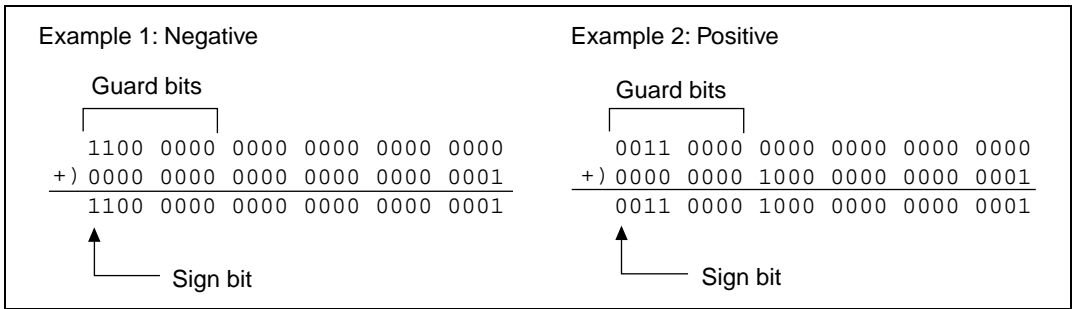 Example 1: Negative
Guard bits
1100 0000 0000 0000 0000 0000
+) 0000 0000 0000 0000 0000 0001
1100 0000 0000 0000 0000 0001
Sign bit
Example 2: Positive
Guard bits
0011 0000 0000 0000 0000 0000
+) 0000 0000 1000 0000 0000 0001
0011 0000 1000 0000 0000 0001
Sign bit